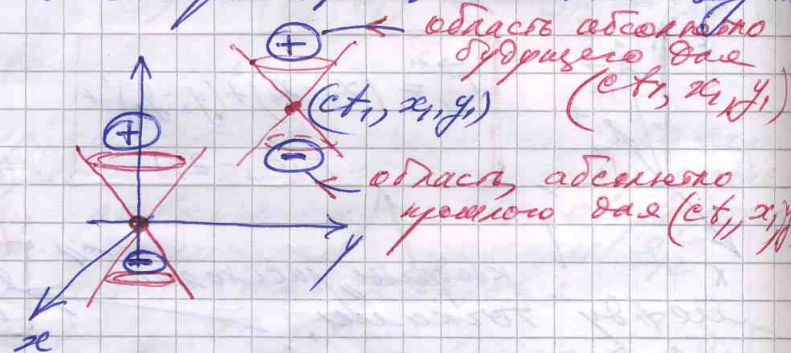 область абсолютно
будущего для
(ct₁, x₁, y₁)
(ct₁, x₁, y₁)
область абсолютно
прошлого для (ct₁, x₁, y
+
−
+
−
y
x